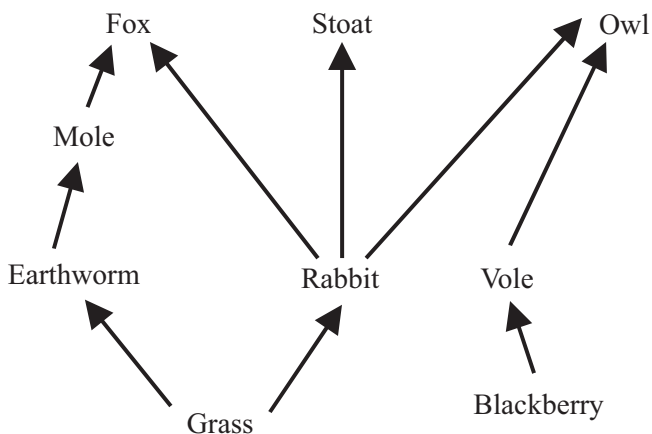 Fox
Stoat
Owl
Mole
Earthworm
Rabbit
Vole
Blackberry
Grass